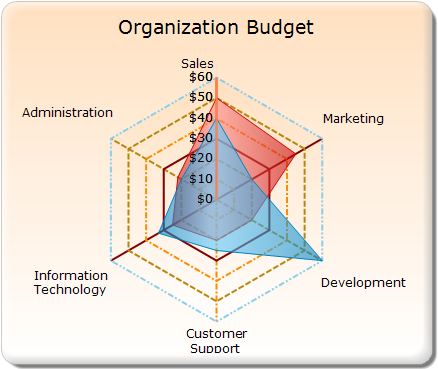 Organization Budget
Sales
$60
$50
$40
$30
$20
$10
$0
Administration
Marketing
Information
Technology
Development
Customer
Support